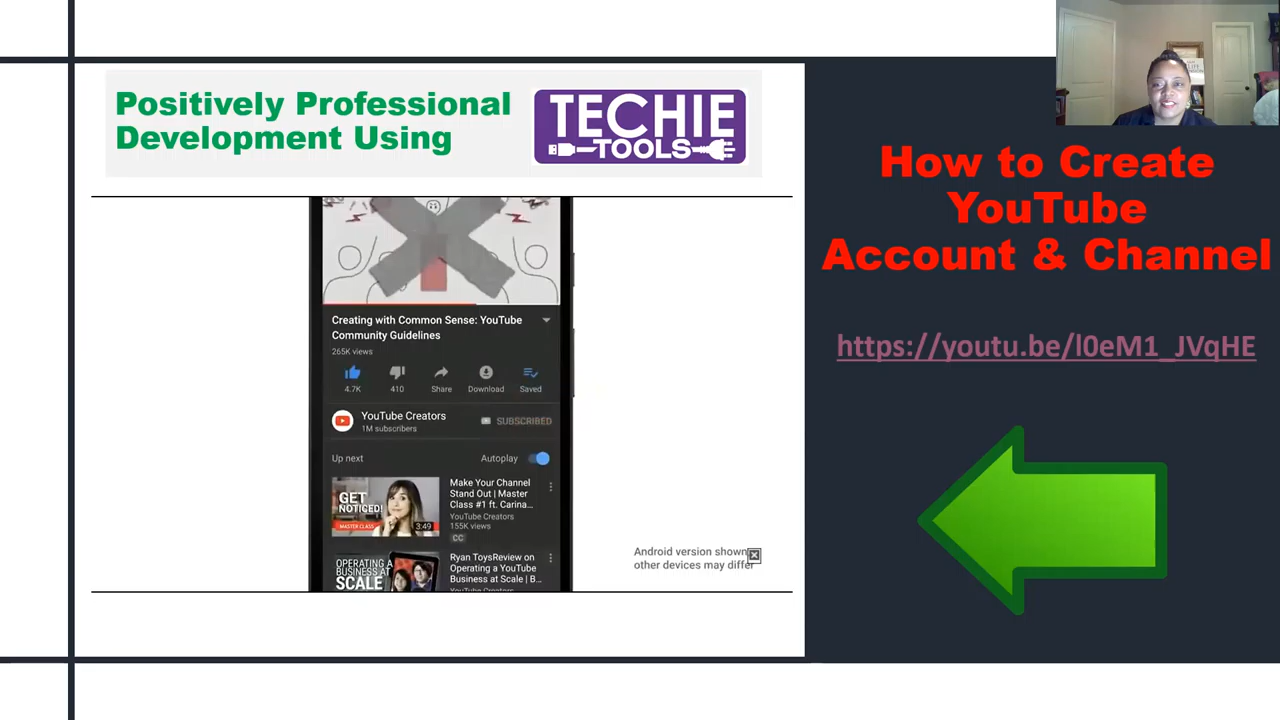 Positively Professional
Development Using
TECHIE
TOOLS
How to Create
YouTube
Account & Channel
https://youtu.be/l0eM1_JVqHE
Creating with Common Sense: YouTube
Community Guidelines
265K views
4.7K
410
Share
Download
Saved
YouTube Creators
1M subscribers
SUBSCRIBED
Up next
Autoplay
GET
NOTICED!
MASTER CLASS
3:49
Make Your Channel
Stand Out | Master
Class #1 ft. Carina...
YouTube Creators
155K views
CC
OPERATING A
BUSINESS AT
SCALE
Ryan ToysReview on
Operating a YouTube
Business at Scale | B...
YouTube Creators
Android version shown
other devices may differ